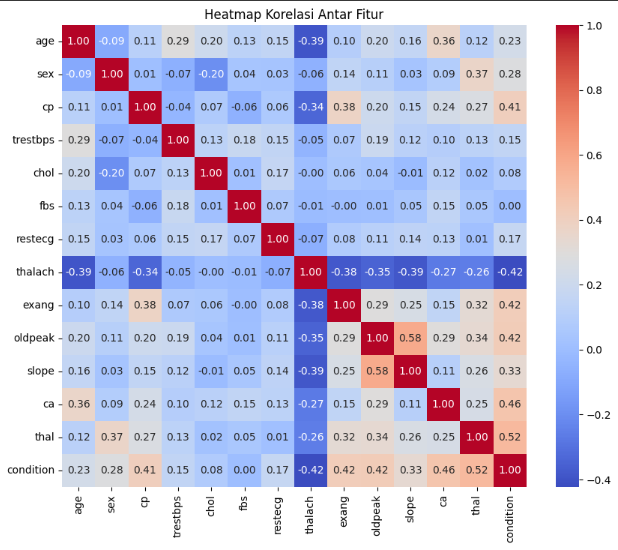 Heatmap Korelasi Antar Fitur
age 1.00 -0.09 0.11 0.29 0.20 0.13 0.15 -0.39 0.10 0.20 0.16 0.36 0.12 0.23
sex -0.09 1.00 0.01 -0.07 -0.20 0.04 0.03 -0.06 0.14 0.11 0.03 0.09 0.37 0.28
cp 0.11 0.01 1.00 -0.04 0.07 -0.06 0.06 -0.34 0.38 0.20 0.15 0.24 0.27 0.41
trestbps 0.29 -0.07 -0.04 1.00 0.13 0.18 0.15 -0.05 0.07 0.19 0.12 0.10 0.13 0.15
chol 0.20 -0.20 0.07 0.13 1.00 0.01 0.17 -0.00 0.06 0.04 -0.01 0.12 0.02 0.08
fbs 0.13 0.04 -0.06 0.18 0.01 1.00 0.07 -0.01 -0.00 0.01 0.05 0.15 0.05 0.00
restecg 0.15 0.03 0.06 0.15 0.17 0.07 1.00 -0.07 0.08 0.11 0.14 0.13 0.01 0.17
thalach -0.39 -0.06 -0.34 -0.05 -0.00 -0.01 -0.07 1.00 -0.38 -0.35 -0.39 -0.27 -0.26 -0.42
exang 0.10 0.14 0.38 0.07 0.06 -0.00 0.08 -0.38 1.00 0.29 0.25 0.15 0.32 0.42
oldpeak 0.20 0.11 0.20 0.19 0.04 0.01 0.11 -0.35 0.29 1.00 0.58 0.29 0.34 0.42
slope 0.16 0.03 0.15 0.12 -0.01 0.05 0.14 -0.39 0.25 0.58 1.00 0.11 0.26 0.33
ca 0.36 0.09 0.24 0.10 0.12 0.15 0.13 -0.27 0.15 0.29 0.11 1.00 0.25 0.46
thal 0.12 0.37 0.27 0.13 0.02 0.05 0.01 -0.26 0.32 0.34 0.26 0.25 1.00 0.52
condition 0.23 0.28 0.41 0.15 0.08 0.00 0.17 -0.42 0.42 0.42 0.33 0.46 0.52 1.00
age sex cp trestbps chol fbs restecg thalach exang oldpeak slope ca thal condition
1.0
0.8
0.6
0.4
0.2
0.0
−0.2
−0.4